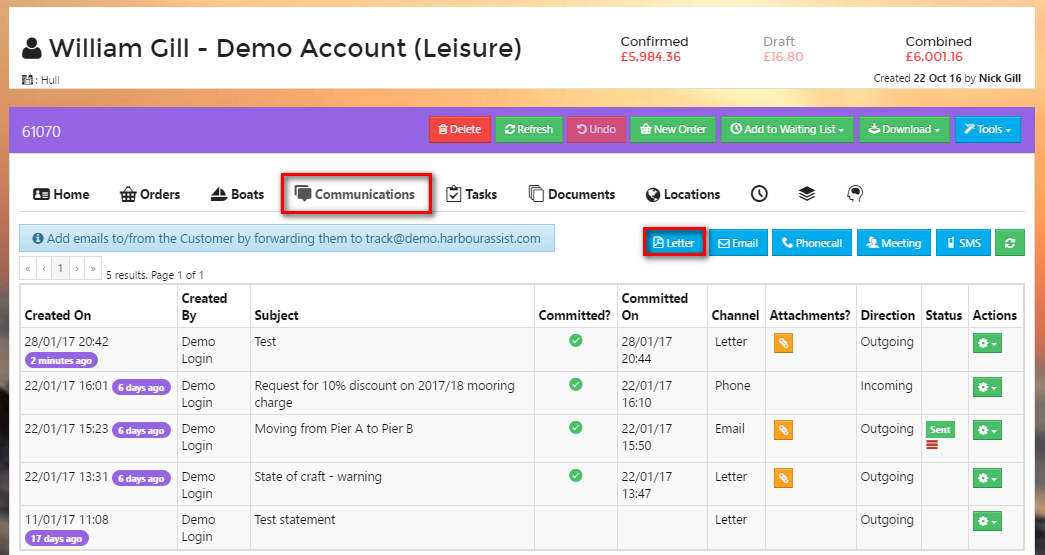 William Gill - Demo Account (Leisure)
Confirmed
£5,984.36
Draft
£16.80
Combined
£6,001.16
: Hull
Created 22 Oct 16 by Nick Gill
61070
Delete
Refresh
Undo
New Order
Add to Waiting List
Download
Tools
Home
Orders
Boats
Communications
Tasks
Documents
Locations
Add emails to/from the Customer by forwarding them to track@demo.harbourassist.com
Letter
Email
Phonecall
Meeting
SMS
« ‹ 1 › »
5 results. Page 1 of 1
Created On
Created
By
Subject
Committed?
Committed
On
Channel
Attachments?
Direction
Status
Actions
28/01/17 20:42
2 minutes ago
Demo
Login
Test
28/01/17
20:44
Letter
Outgoing
22/01/17 16:01 6 days ago
Demo
Login
Request for 10% discount on 2017/18 mooring
charge
22/01/17
16:10
Phone
Incoming
22/01/17 15:23 6 days ago
Demo
Login
Moving from Pier A to Pier B
22/01/17
15:50
Email
Outgoing
Sent
22/01/17 13:31 6 days ago
Demo
Login
State of craft - warning
22/01/17
13:47
Letter
Outgoing
11/01/17 11:08
17 days ago
Demo
Login
Test statement
Letter
Outgoing